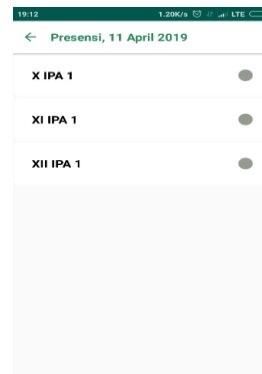 19:12 1.20K/s LTE
Presensi, 11 April 2019
X IPA 1
XI IPA 1
XII IPA 1